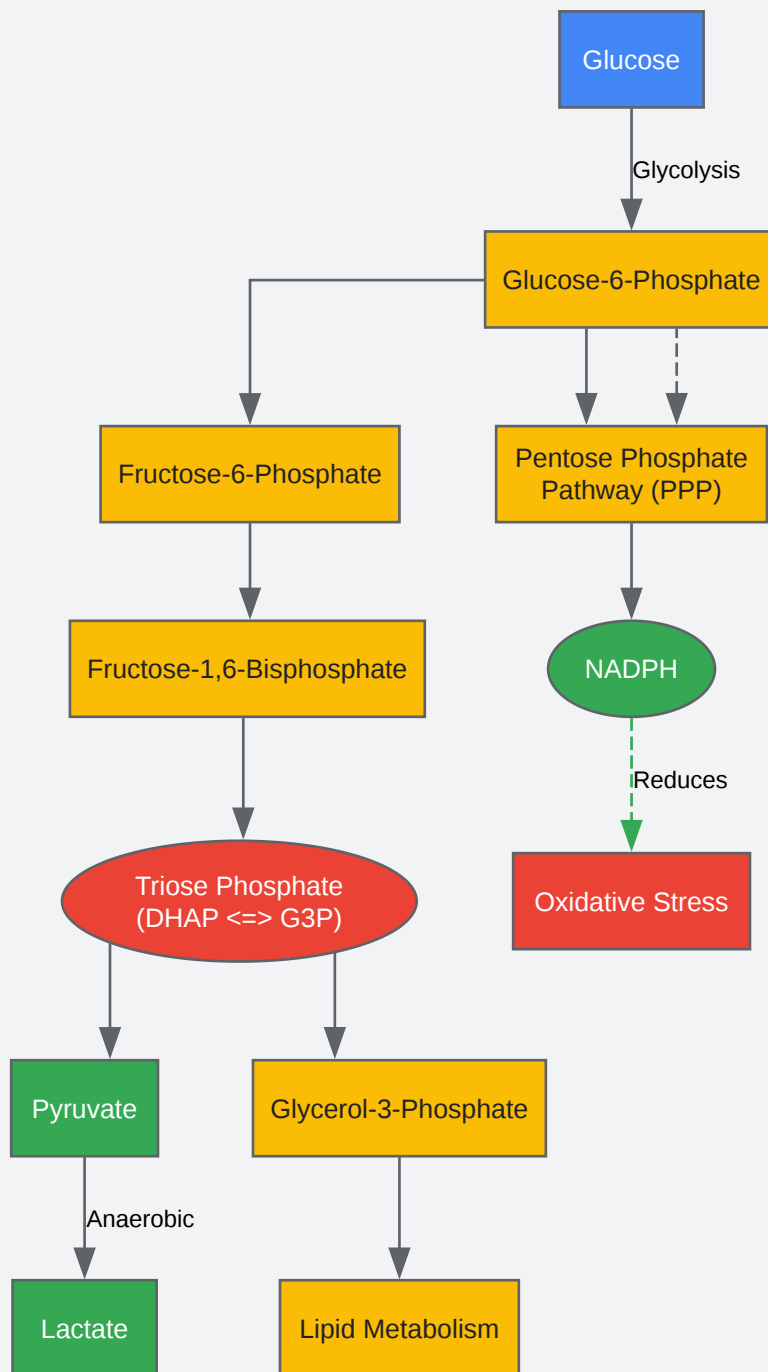 Glucose
Glycolysis
Glucose-6-Phosphate
Fructose-6-Phosphate
Pentose Phosphate
Pathway (PPP)
Fructose-1,6-Bisphosphate
NADPH
Reduces
Triose Phosphate
(DHAP <=> G3P)
Oxidative Stress
Pyruvate
Glycerol-3-Phosphate
Anaerobic
Lactate
Lipid Metabolism